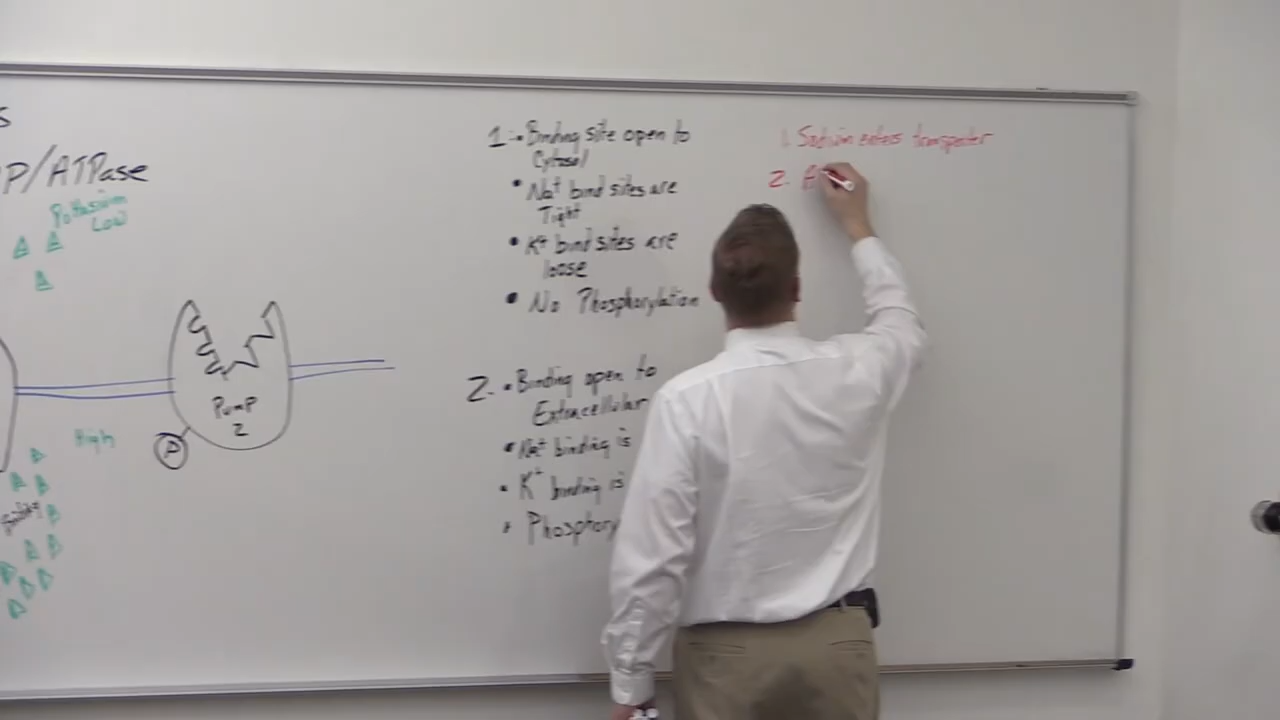 P/ATPase
Potassium
Low
Pump
2
P
High
1. • Binding site open to
Cytosol
• Na+ bind sites are
Tight
• K+ bind sites are
loose
• No Phosphorylation
2. • Binding open to
Extracellular
• Na+ binding is
• K+ binding is
• Phosphory
1. Sodium enters transporter
2.